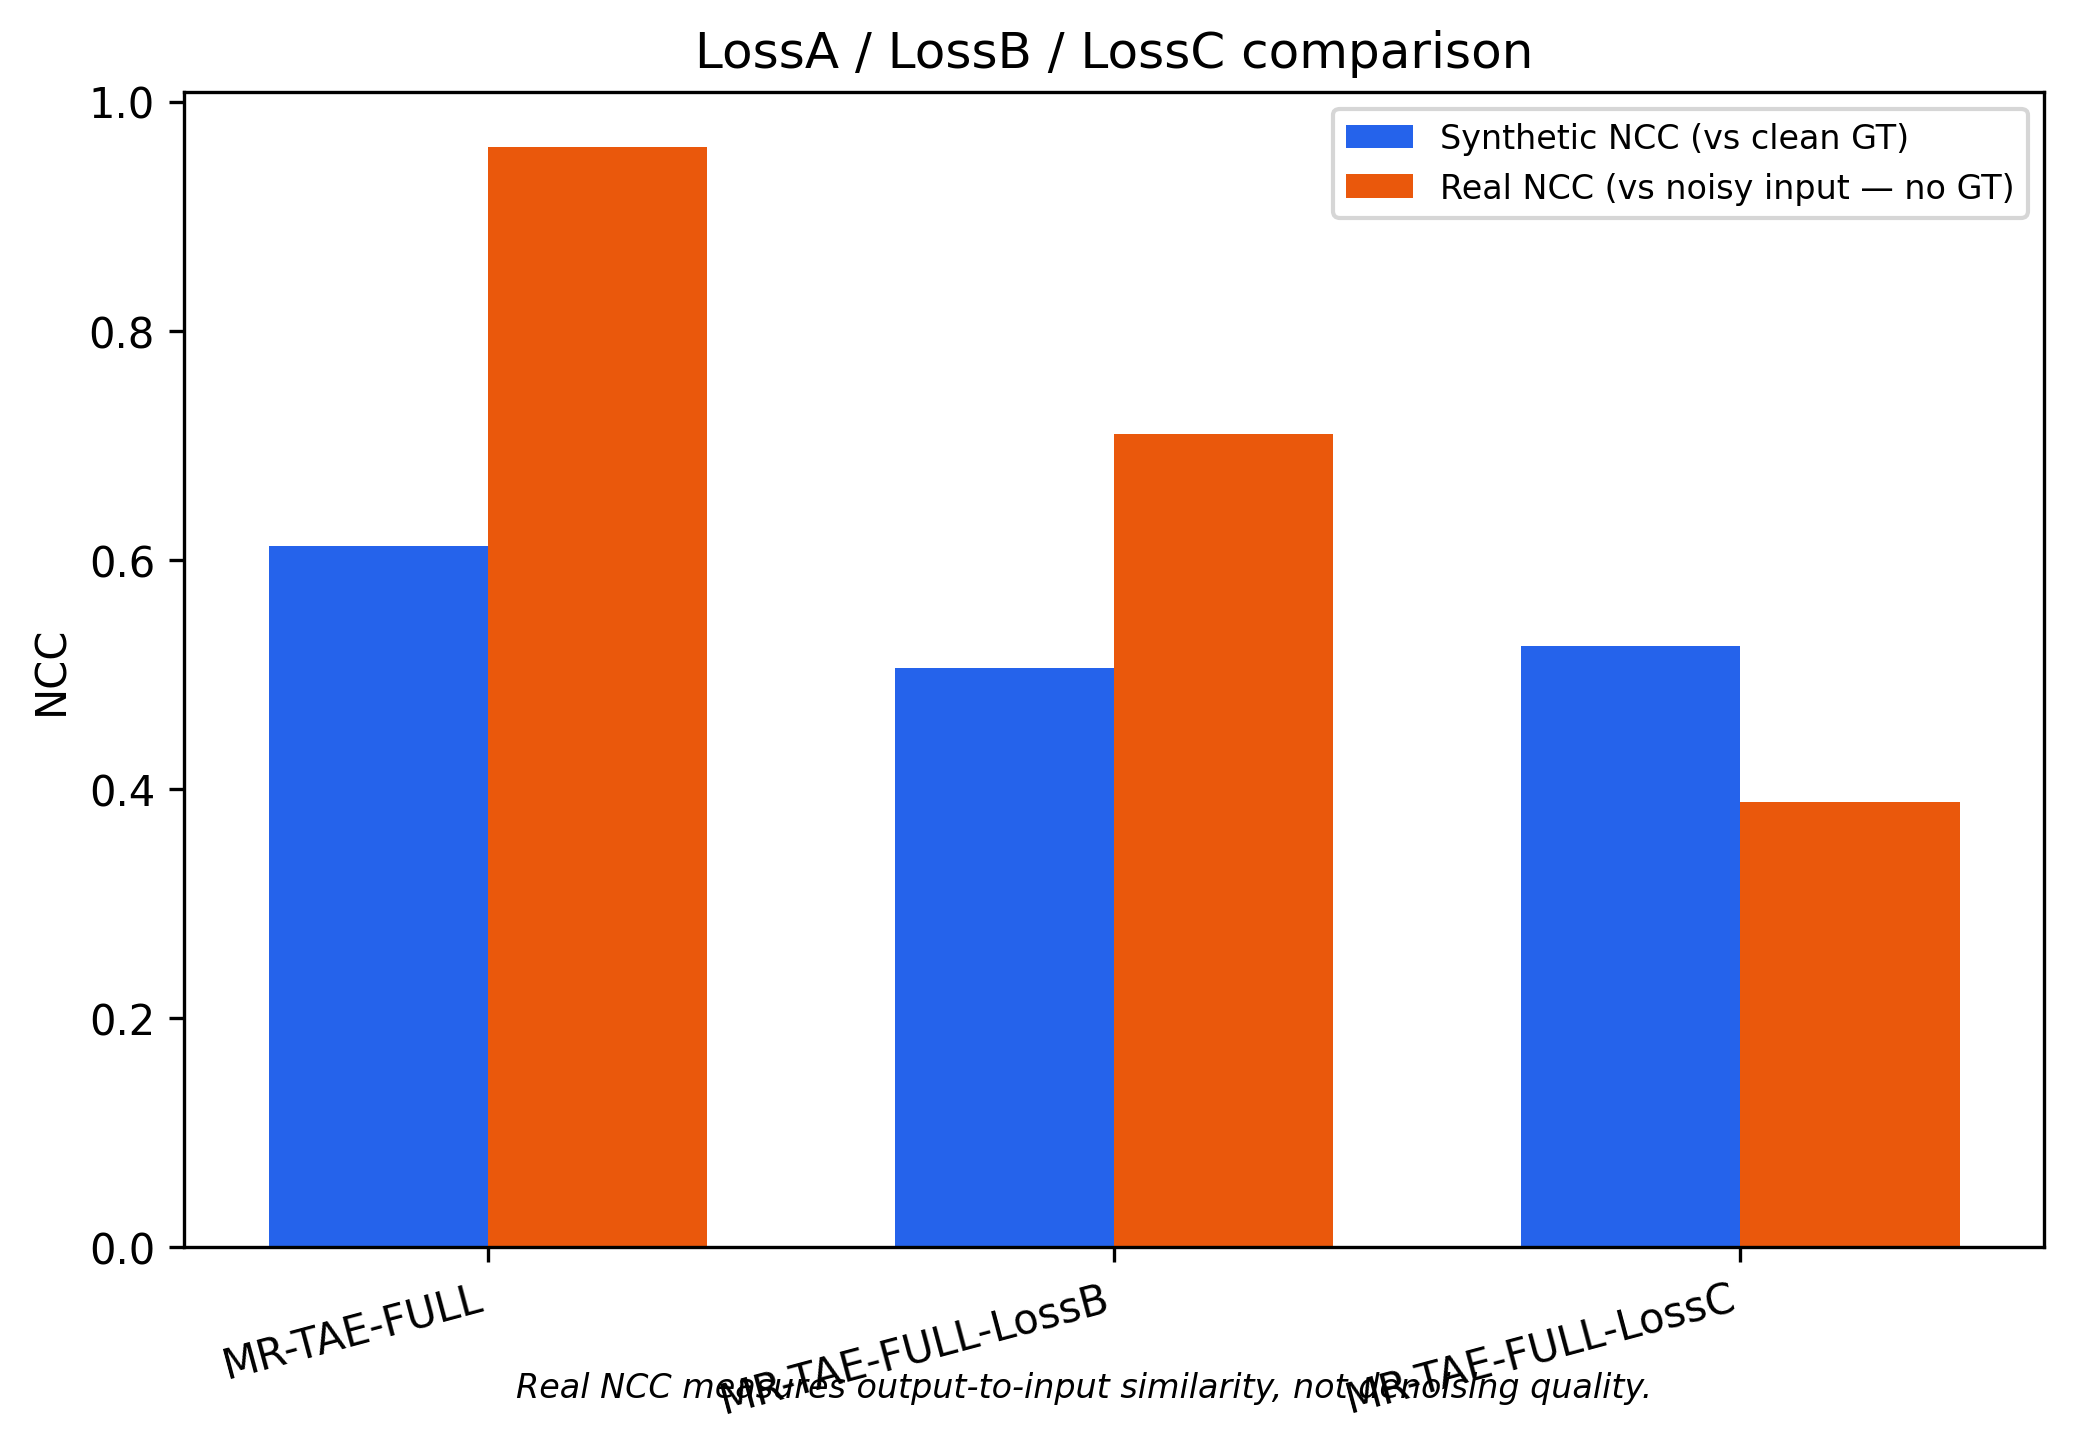 LossA / LossB / LossC comparison
Synthetic NCC (vs clean GT)
Real NCC (vs noisy input — no GT)
NCC
1.0
0.8
0.6
0.4
0.2
0.0
MR-TAE-FULL
MR-TAE-FULL-LossB
MR-TAE-FULL-LossC
Real NCC measures output-to-input similarity, not denoising quality.